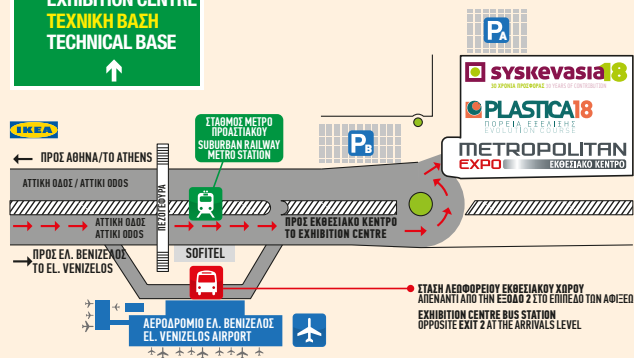 EXHIBITION CENTRE
ΤΕΧΝΙΚΗ ΒΑΣΗ
TECHNICAL BASE
PA
syskevasia18
30 ΧΡΟΝΙΑ ΠΡΟΣΦΟΡΑΣ 30 YEARS OF CONTRIBUTION
PLASTICA18
ΠΟΡΕΙΑ ΕΞΕΛΙΞΗΣ
EVOLUTION COURSE
METROPOLITAN
EXPO ΕΚΘΕΣΙΑΚΟ ΚΕΝΤΡΟ
IKEA
ΣΤΑΘΜΟΣ ΜΕΤΡΟ
ΠΡΟΑΣΤΙΑΚΟΥ
SUBURBAN RAILWAY
METRO STATION
PB
ΠΡΟΣ ΑΘΗΝΑ/TO ATHENS
ΑΤΤΙΚΗ ΟΔΟΣ / ATTIKI ODOS
ΠΕΖΟΓΕΦΥΡΑ
ΑΤΤΙΚΗ ΟΔΟΣ
ATTIKI ODOS
ΠΡΟΣ ΕΚΘΕΣΙΑΚΟ ΚΕΝΤΡΟ
TO EXHIBITION CENTRE
ΠΡΟΣ ΕΛ. ΒΕΝΙΖΕΛΟΣ
TO EL. VENIZELOS
SOFITEL
ΣΤΑΣΗ ΛΕΩΦΟΡΕΙΟΥ ΕΚΘΕΣΙΑΚΟΥ ΧΩΡΟΥ
ΑΠΕΝΑΝΤΙ ΑΠΟ ΤΗΝ ΕΞΟΔΟ 2 ΣΤΟ ΕΠΙΠΕΔΟ ΤΩΝ ΑΦΙΞΕΩ
EXHIBITION CENTRE BUS STATION
OPPOSITE EXIT 2 AT THE ARRIVALS LEVEL
ΑΕΡΟΔΡΟΜΙΟ ΕΛ. ΒΕΝΙΖΕΛΟΣ
EL. VENIZELOS AIRPORT